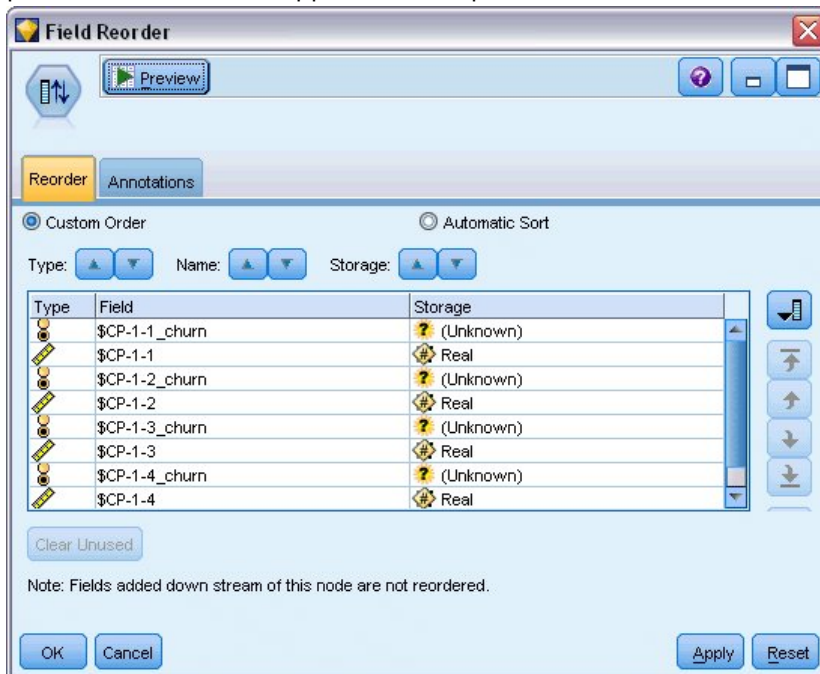 Field Reorder
Preview
Reorder Annotations
Custom Order Automatic Sort
Type: Name: Storage:
Type Field Storage
$CP-1-1_churn ? (Unknown)
$CP-1-1 # Real
$CP-1-2_churn ? (Unknown)
$CP-1-2 # Real
$CP-1-3_churn ? (Unknown)
$CP-1-3 # Real
$CP-1-4_churn ? (Unknown)
$CP-1-4 # Real
Clear Unused
Note: Fields added down stream of this node are not reordered.
OK Cancel Apply Reset